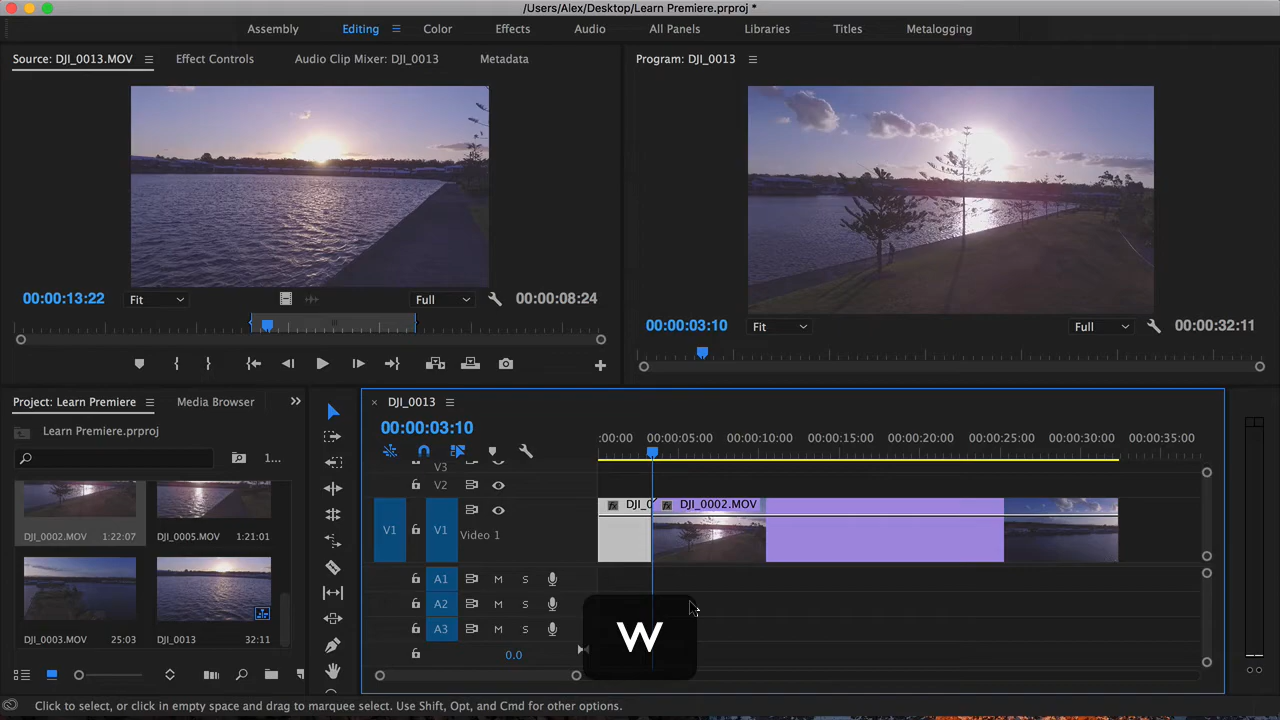 /Users/Alex/Desktop/Learn Premiere.prproj *
Assembly Editing Color Effects Audio All Panels Libraries Titles Metalogging
Source: DJI_0013.MOV Effect Controls Audio Clip Mixer: DJI_0013 Metadata
Program: DJI_0013
00:00:13:22 Fit Full 00:00:08:24
00:00:03:10 Fit Full 00:00:32:11
Project: Learn Premiere Media Browser
Learn Premiere.prproj
1...
DJI_0002.MOV 1:22:07 DJI_0005.MOV 1:21:01
DJI_0003.MOV 25:03 DJI_0013 32:11
× DJI_0013
00:00:03:10
:00:00 00:00:05:00 00:00:10:00 00:00:15:00 00:00:20:00 00:00:25:00 00:00:30:00 00:00:35:00
V3
V2
fx DJI_0 fx DJI_0002.MOV
V1 V1 Video 1
A1 M S
A2 M S
A3 M S
0.0
W
S S
Click to select, or click in empty space and drag to marquee select. Use Shift, Opt, and Cmd for other options.